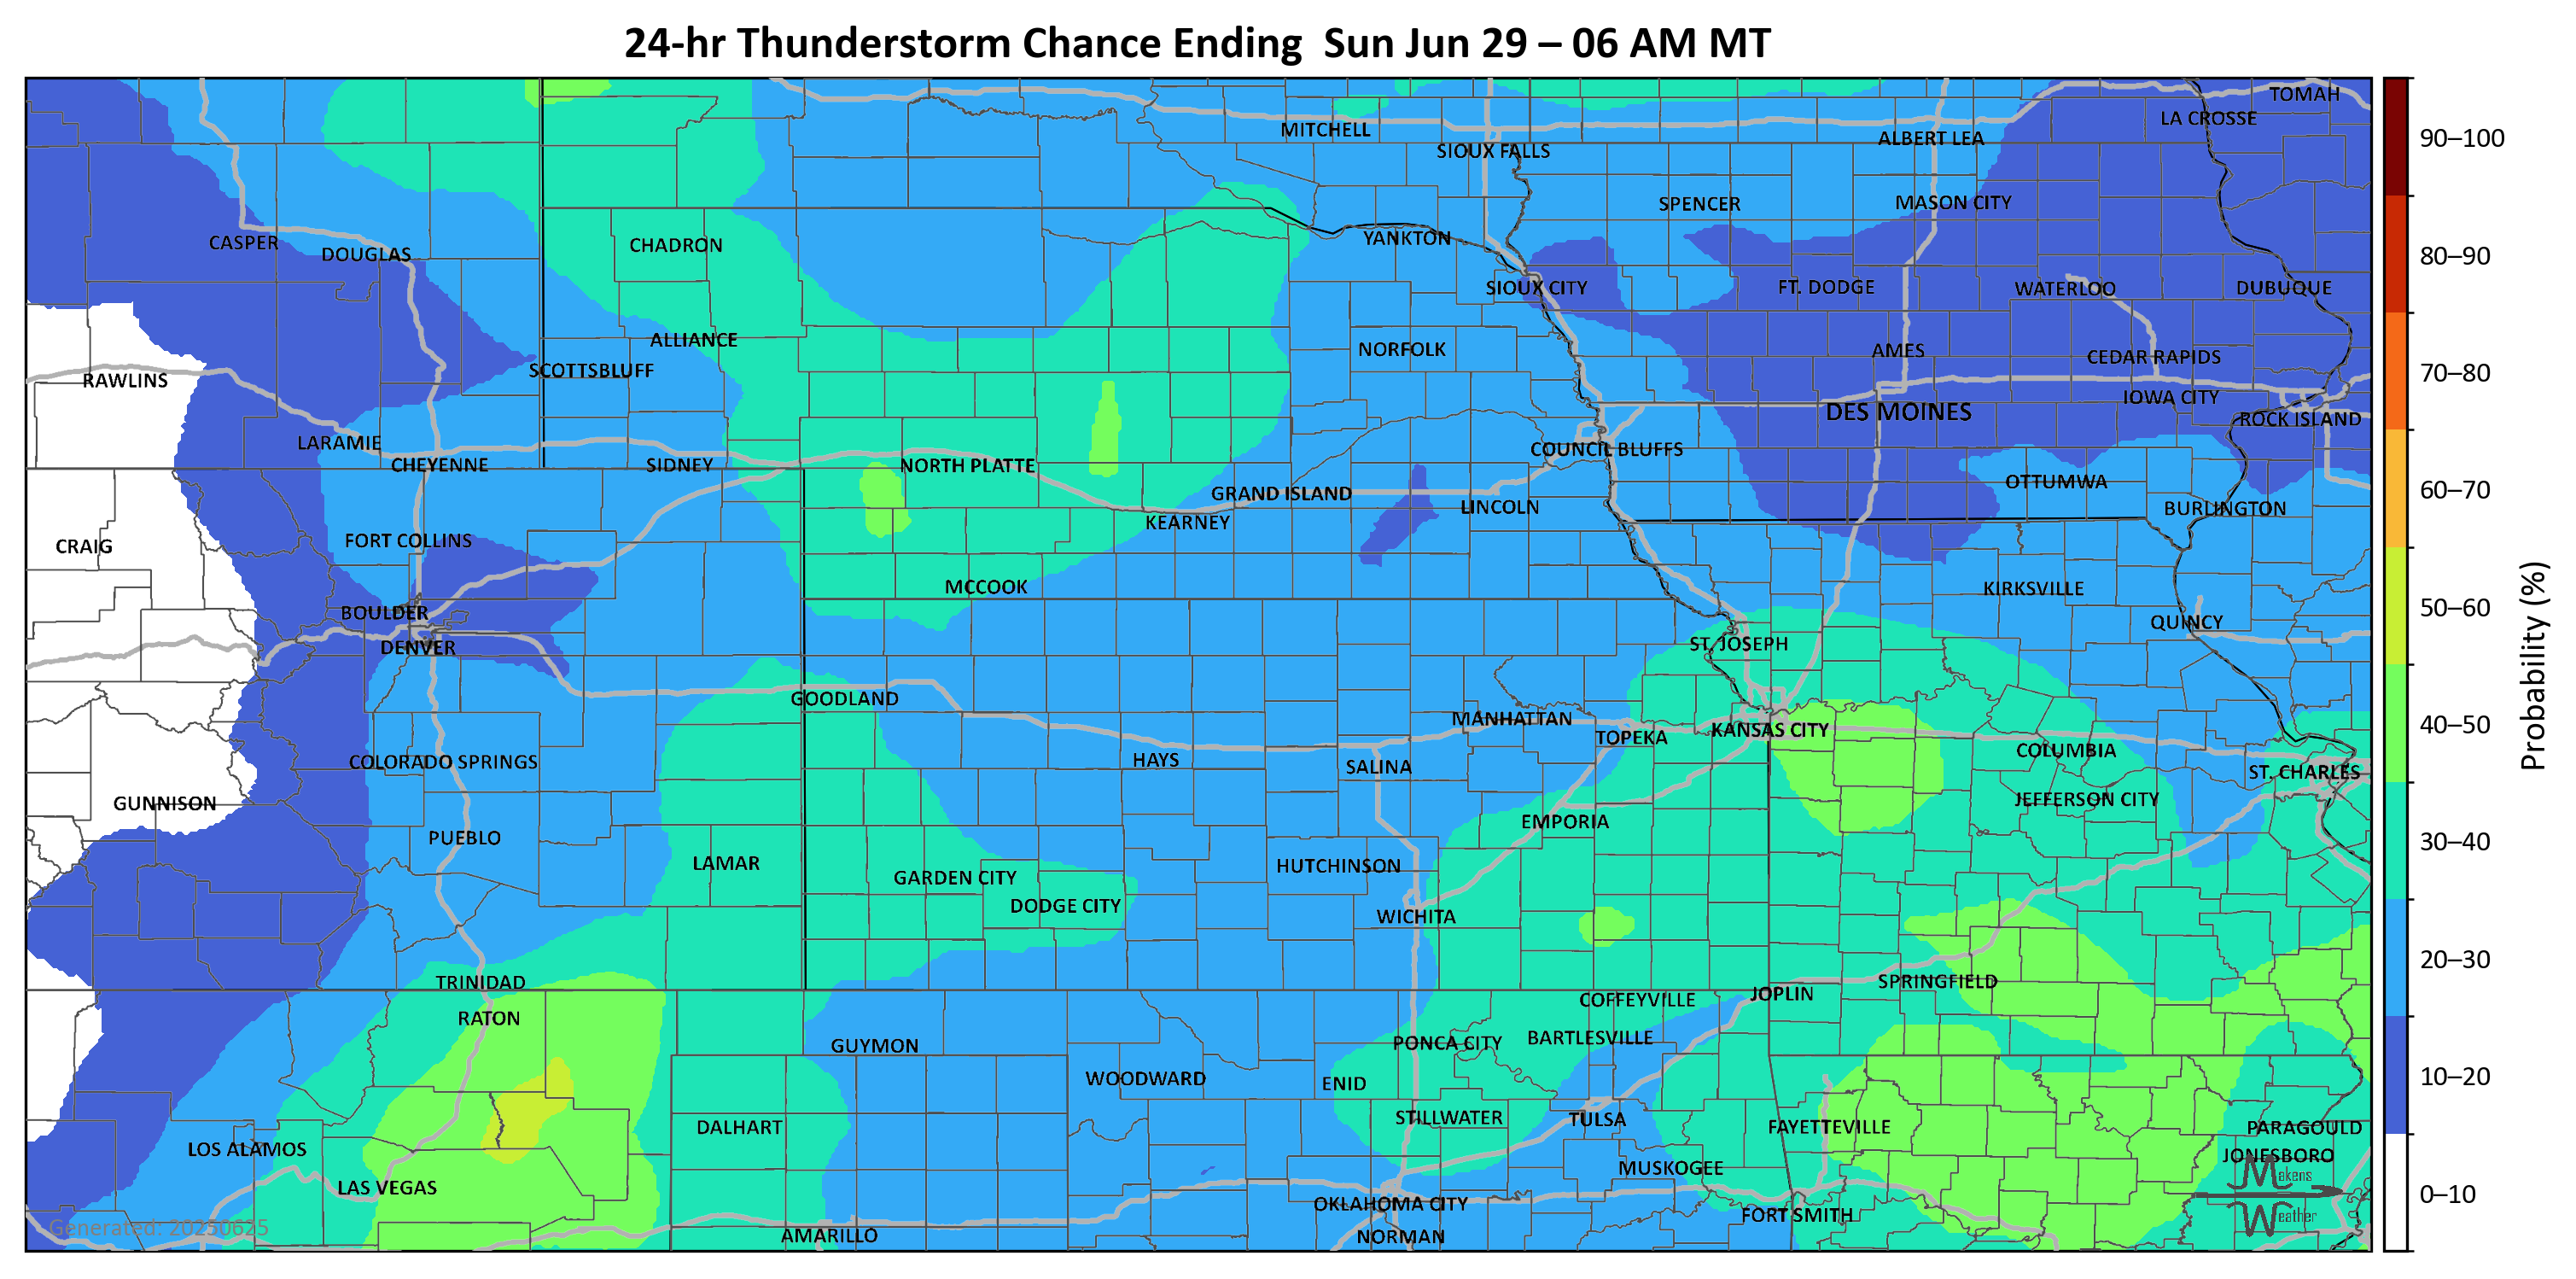 24-hr Thunderstorm Chance Ending  Sun Jun 29 – 06 AM MT
TOMAH
LA CROSSE
MITCHELL
ALBERT LEA
SIOUX FALLS
SPENCER
MASON CITY
CASPER
DOUGLAS
CHADRON
YANKTON
SIOUX CITY
FT. DODGE
WATERLOO
DUBUQUE
ALLIANCE
NORFOLK
AMES
CEDAR RAPIDS
RAWLINS
SCOTTSBLUFF
IOWA CITY
DES MOINES
ROCK ISLAND
LARAMIE
CHEYENNE
SIDNEY
NORTH PLATTE
COUNCIL BLUFFS
GRAND ISLAND
LINCOLN
OTTUMWA
BURLINGTON
KEARNEY
CRAIG
FORT COLLINS
MCCOOK
KIRKSVILLE
BOULDER
QUINCY
DENVER
ST. JOSEPH
GOODLAND
MANHATTAN
TOPEKA
KANSAS CITY
COLUMBIA
COLORADO SPRINGS
HAYS
SALINA
ST. CHARLES
GUNNISON
JEFFERSON CITY
PUEBLO
EMPORIA
LAMAR
GARDEN CITY
HUTCHINSON
DODGE CITY
WICHITA
TRINIDAD
SPRINGFIELD
RATON
COFFEYVILLE
JOPLIN
GUYMON
PONCA CITY
BARTLESVILLE
WOODWARD
ENID
DALHART
STILLWATER
TULSA
FAYETTEVILLE
PARAGOULD
LOS ALAMOS
JONESBORO
LAS VEGAS
MUSKOGEE
OKLAHOMA CITY
FORT SMITH
AMARILLO
NORMAN
Generated: 20250625
Makens
Weather
90–100
80–90
70–80
60–70
50–60
40–50
30–40
20–30
10–20
0–10
Probability (%)